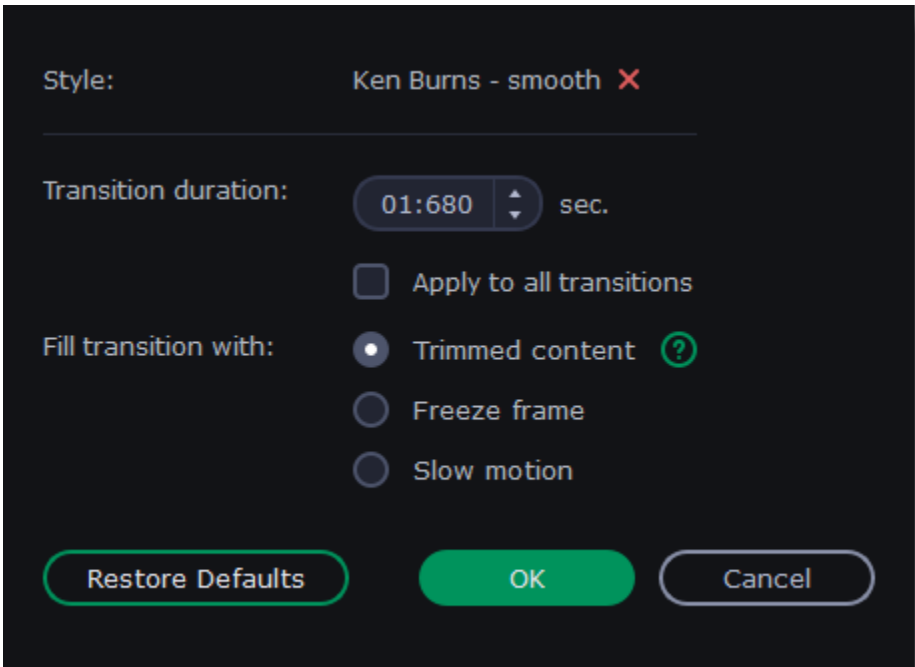 Style: Ken Burns - smooth
Transition duration: 01:680 sec.
Apply to all transitions
Fill transition with: Trimmed content ?
Freeze frame
Slow motion
Restore Defaults OK Cancel